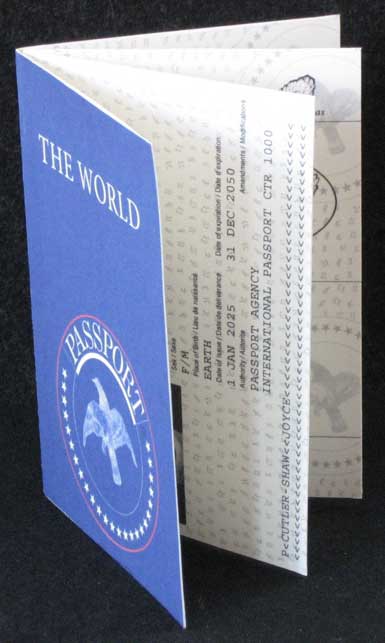 THE WORLD
PASSPORT
Sex / Sexe
F/M
Place of Birth / Lieu de naissance
EARTH
Date of issue / Date de deliverance Date of expiration / Date d'expiration
1 JAN 2025 31 DEC 2050
Authority / Autorite Amendments / Modifications
PASSPORT AGENCY
INTERNATIONAL PASSPORT CTR 1000
P<CUTLER-SHAW<<JOYCE<<<<<<<<<<<<<<<<<<<<<<<
<<<<<<<<<<<<<<<<<<<<<<<<<<<<<<<<<<<<<<<<<<<<